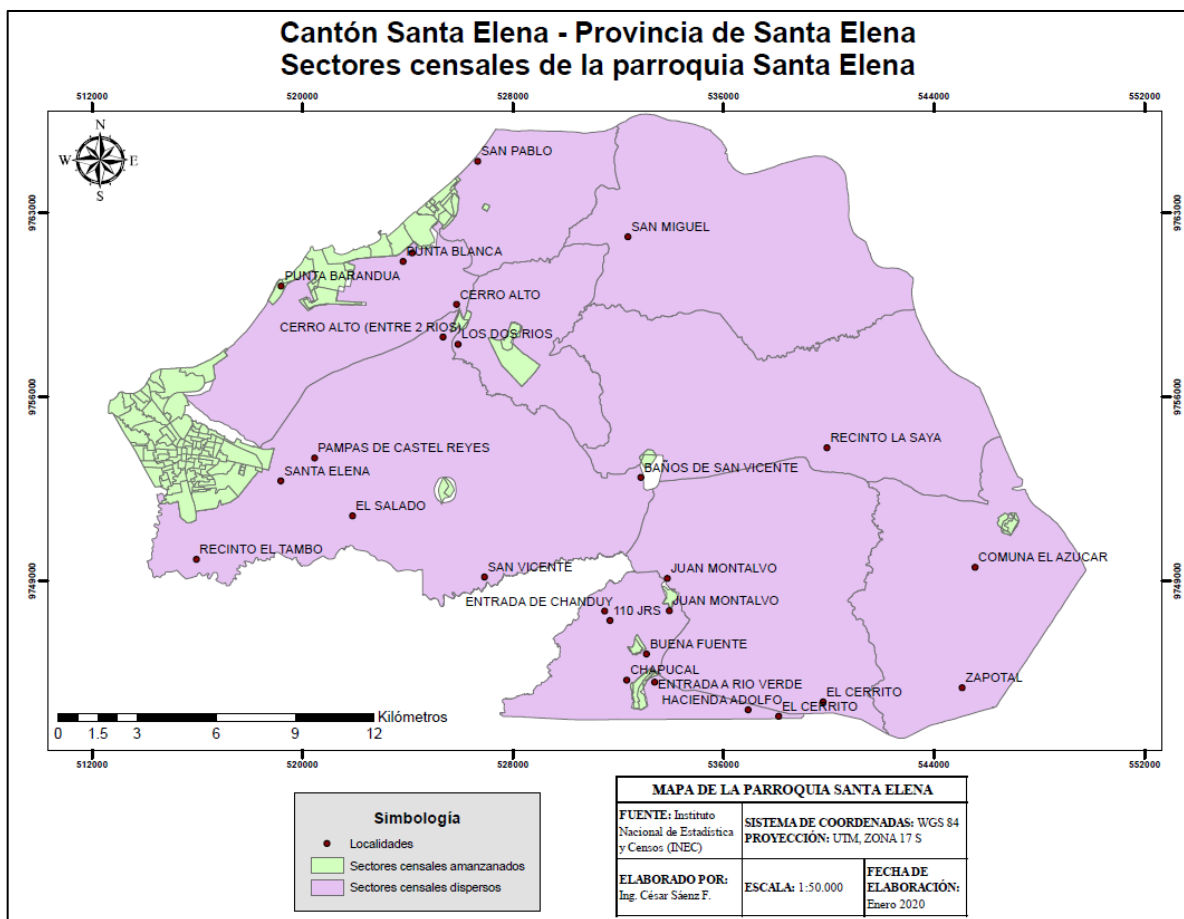 Cantón Santa Elena - Provincia de Santa Elena
Sectores censales de la parroquia Santa Elena
512000 520000 528000 536000 544000 552000
N
W E
S
SAN PABLO
9763000 9763000
SAN MIGUEL
PUNTA BLANCA
PUNTA BARANDUA
CERRO ALTO
CERRO ALTO (ENTRE 2 RIOS)
LOS DOS RIOS
9756000 9756000
RECINTO LA SAYA
PAMPAS DE CASTEL REYES
SANTA ELENA
BAÑOS DE SAN VICENTE
EL SALADO
RECINTO EL TAMBO
COMUNA EL AZUCAR
SAN VICENTE
JUAN MONTALVO
9749000 9749000
ENTRADA DE CHANDUY
110 JRS
JUAN MONTALVO
BUENA FUENTE
CHAPUCAL
ENTRADA A RIO VERDE
ZAPOTAL
HACIENDA ADOLFO
EL CERRITO
EL CERRITO
Kilómetros
0 1.5 3 6 9 12
512000 520000 528000 536000 544000 552000
Simbología
Localidades
Sectores censales amanzanados
Sectores censales dispersos
MAPA DE LA PARROQUIA SANTA ELENA
FUENTE: Instituto
Nacional de Estadística
y Censos (INEC)
SISTEMA DE COORDENADAS: WGS 84
PROYECCIÓN: UTM, ZONA 17 S
ELABORADO POR:
Ing. César Sáenz F.
ESCALA: 1:50.000
FECHA DE
ELABORACIÓN:
Enero 2020